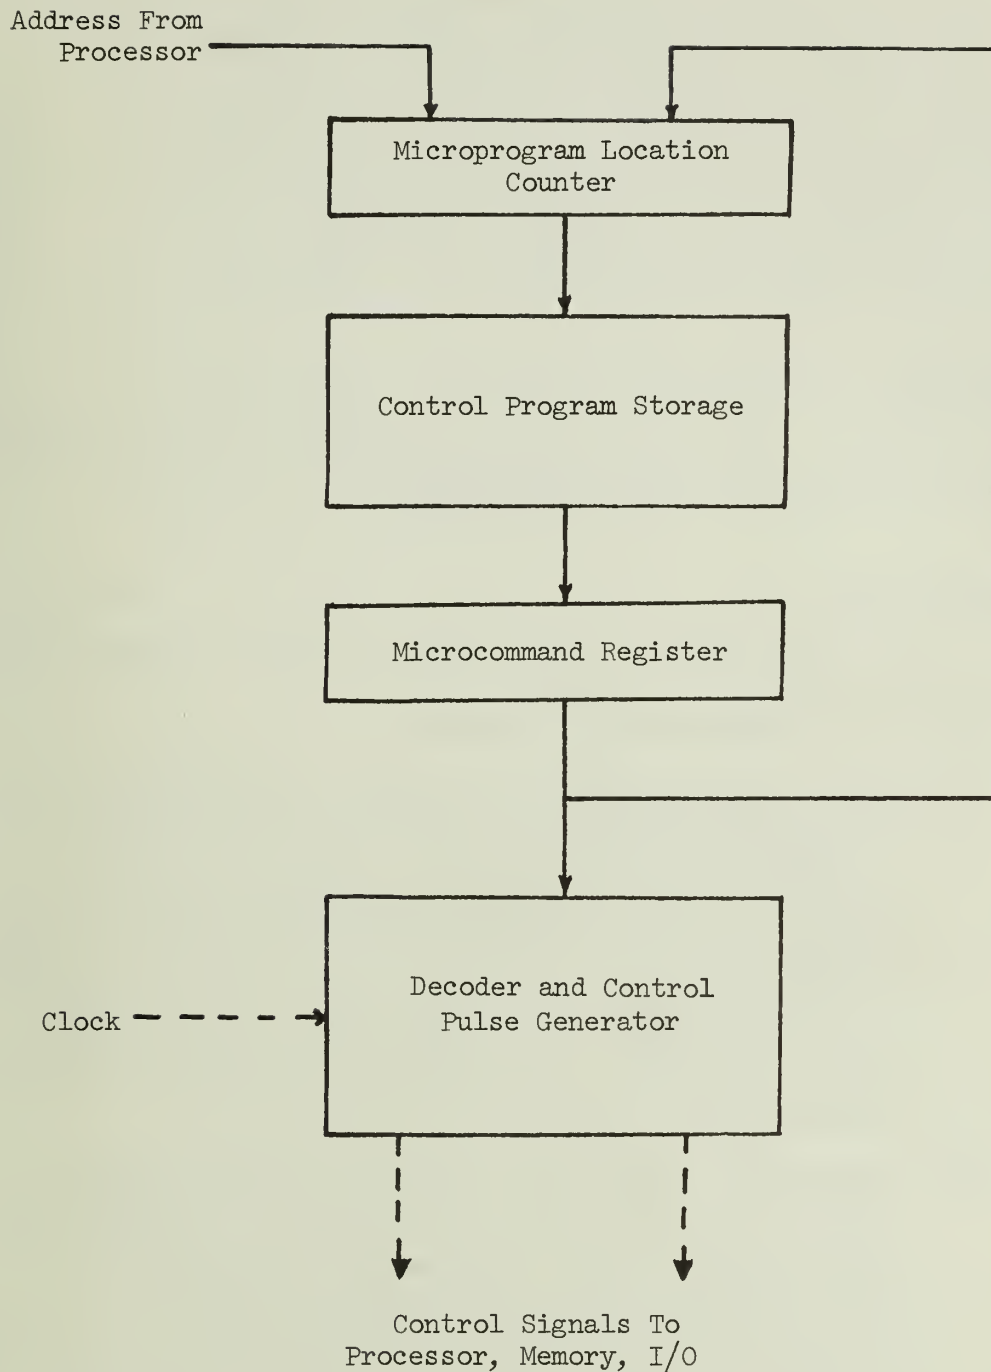 Address From
Processor
Microprogram Location
Counter
Control Program Storage
Microcommand Register
Decoder and Control
Pulse Generator
Clock
Control Signals To
Processor, Memory, I/O